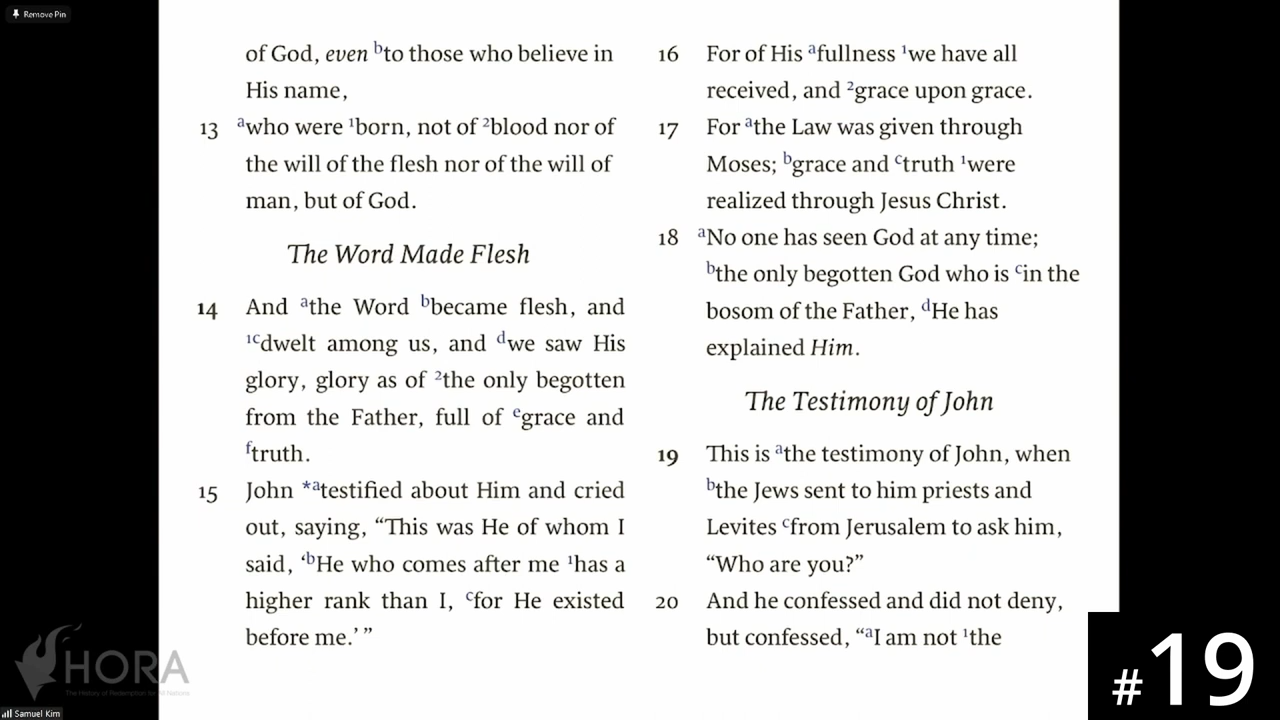 Remove Pin
of God, even ᵇto those who believe in
His name,
13 ᵃwho were ¹born, not of ²blood nor of
the will of the flesh nor of the will of
man, but of God.
The Word Made Flesh
14 And ᵃthe Word ᵇbecame flesh, and
¹ᶜdwelt among us, and ᵈwe saw His
glory, glory as of ²the only begotten
from the Father, full of ᵉgrace and
ᶠtruth.
15 John *ᵃtestified about Him and cried
out, saying, “This was He of whom I
said, ‘ᵇHe who comes after me ¹has a
higher rank than I, ᶜfor He existed
before me.’ ”
16 For of His ᵃfullness ¹we have all
received, and ²grace upon grace.
17 For ᵃthe Law was given through
Moses; ᵇgrace and ᶜtruth ¹were
realized through Jesus Christ.
18 ᵃNo one has seen God at any time;
ᵇthe only begotten God who is ᶜin the
bosom of the Father, ᵈHe has
explained Him.
The Testimony of John
19 This is ᵃthe testimony of John, when
ᵇthe Jews sent to him priests and
Levites ᶜfrom Jerusalem to ask him,
“Who are you?”
20 And he confessed and did not deny,
but confessed, “ᵃI am not ¹the
HORA
The History of Redemption for All Nations
Samuel Kim
#19